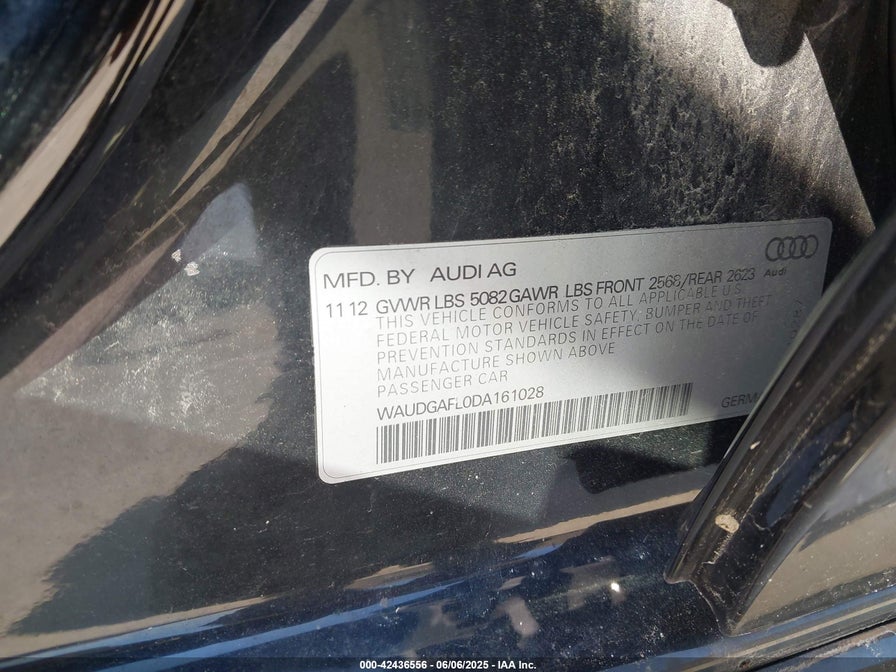 MFD. BY AUDI AG
Audi
11 12 GVWR LBS 5082 GAWR LBS FRONT 2568/REAR 2623
THIS VEHICLE CONFORMS TO ALL APPLICABLE U.S.
FEDERAL MOTOR VEHICLE SAFETY, BUMPER AND THEFT
PREVENTION STANDARDS IN EFFECT ON THE DATE OF
MANUFACTURE SHOWN ABOVE
PASSENGER CAR
WAUDGAFL0DA161028
GERM
000-42436556 - 06/06/2025 - IAA Inc.